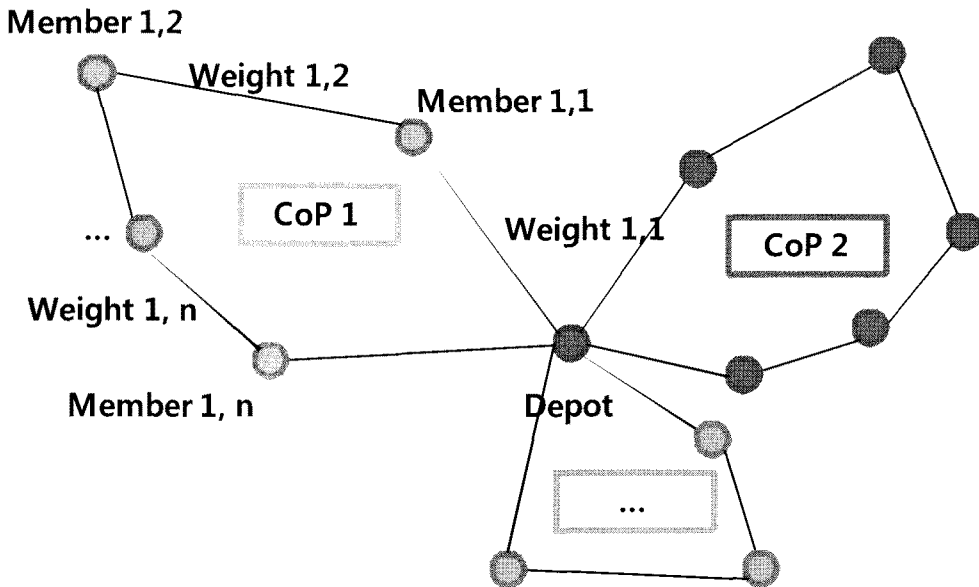 Member 1,2
Weight 1,2
Member 1,1
CoP 1
Weight 1,1
CoP 2
...
Weight 1, n
Member 1, n
Depot
...